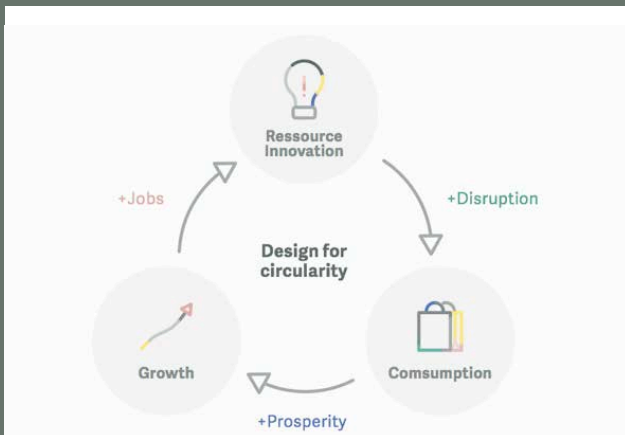 Ressource
Innovation
+Jobs
+Disruption
Design for
circularity
Growth
Comsumption
+Prosperity